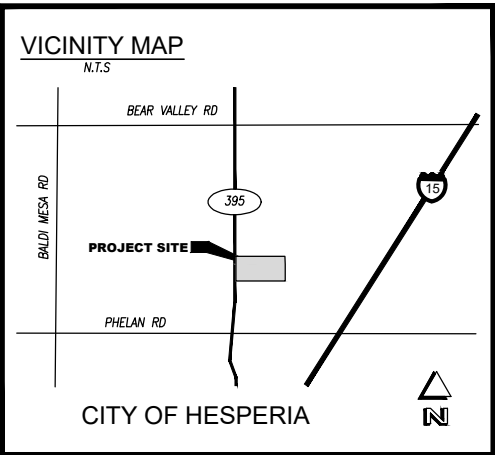 VICINITY MAP
N.T.S
BEAR VALLEY RD
BALDI MESA RD
395
15
PROJECT SITE
PHELAN RD
CITY OF HESPERIA
N